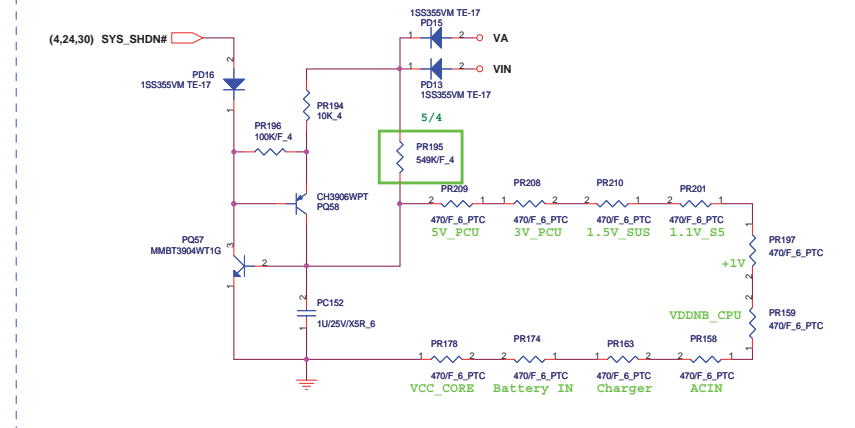 1SS355VM TE-17
PD15
(4,24,30) SYS_SHDN#
1
2
VA
2
PD16
1SS355VM TE-17
1
1
2
VIN
PD13
1SS355VM TE-17
PR194
10K_4
5/4
PR196
100K/F_4
PR195
549K/F_4
CH3906WPT
PQ58
PR209
PR208
PR210
PR201
2
1
1
2
2
1
2
1
470/F_6_PTC
470/F_6_PTC
470/F_6_PTC
470/F_6_PTC
5V_PCU
3V_PCU
1.5V_SUS
1.1V_S5
1
PR197
470/F_6_PTC
+1V
2
PQ57
MMBT3904WT1G
3
2
1
2
PC152
1U/25V/X5R_6
1
2
VDDNB_CPU
PR159
470/F_6_PTC
1
PR178
PR174
PR163
PR158
1
2
2
1
1
2
2
1
470/F_6_PTC
470/F_6_PTC
470/F_6_PTC
470/F_6_PTC
VCC_CORE
Battery IN
Charger
ACIN